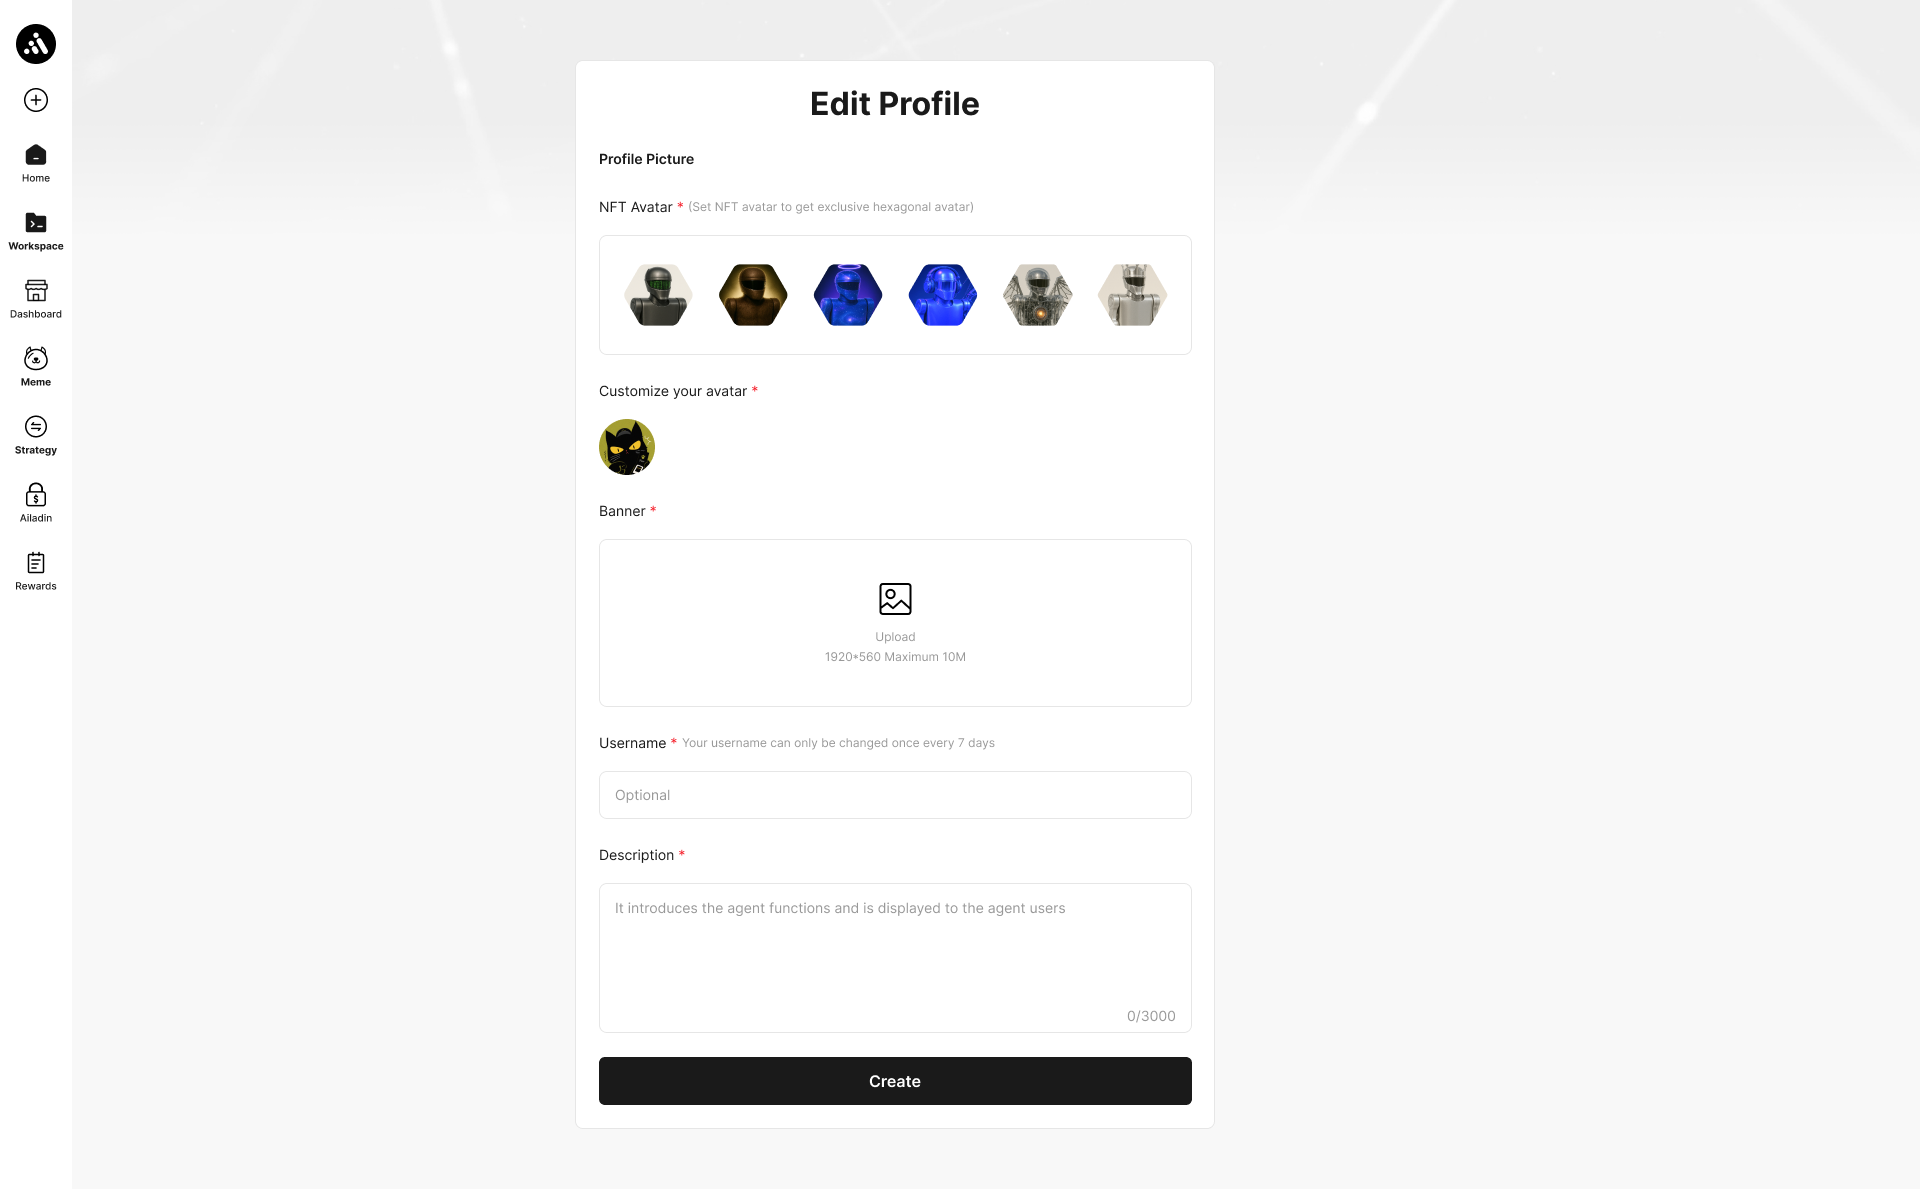 Home
Workspace
Dashboard
Meme
Strategy
Ailadin
Rewards
Edit Profile
Profile Picture
NFT Avatar * (Set NFT avatar to get exclusive hexagonal avatar)
Customize your avatar *
Banner *
Upload
1920*560 Maximum 10M
Username * Your username can only be changed once every 7 days
Optional
Description *
It introduces the agent functions and is displayed to the agent users
0/3000
Create